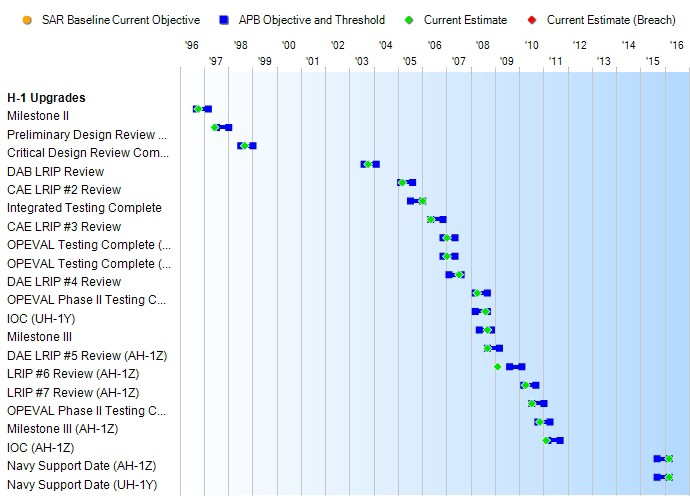 SAR Baseline Current Objective APB Objective and Threshold Current Estimate Current Estimate (Breach)
'96 '98 '00 '02 '04 '06 '08 '10 '12 '14 '16
'97 '99 '01 '03 '05 '07 '09 '11 '13 '15
H-1 Upgrades
Milestone II
Preliminary Design Review ...
Critical Design Review Com...
DAB LRIP Review
CAE LRIP #2 Review
Integrated Testing Complete
CAE LRIP #3 Review
OPEVAL Testing Complete (...
OPEVAL Testing Complete (...
DAE LRIP #4 Review
OPEVAL Phase II Testing C...
IOC (UH-1Y)
Milestone III
DAE LRIP #5 Review (AH-1Z)
LRIP #6 Review (AH-1Z)
LRIP #7 Review (AH-1Z)
OPEVAL Phase II Testing C...
Milestone III (AH-1Z)
IOC (AH-1Z)
Navy Support Date (AH-1Z)
Navy Support Date (UH-1Y)